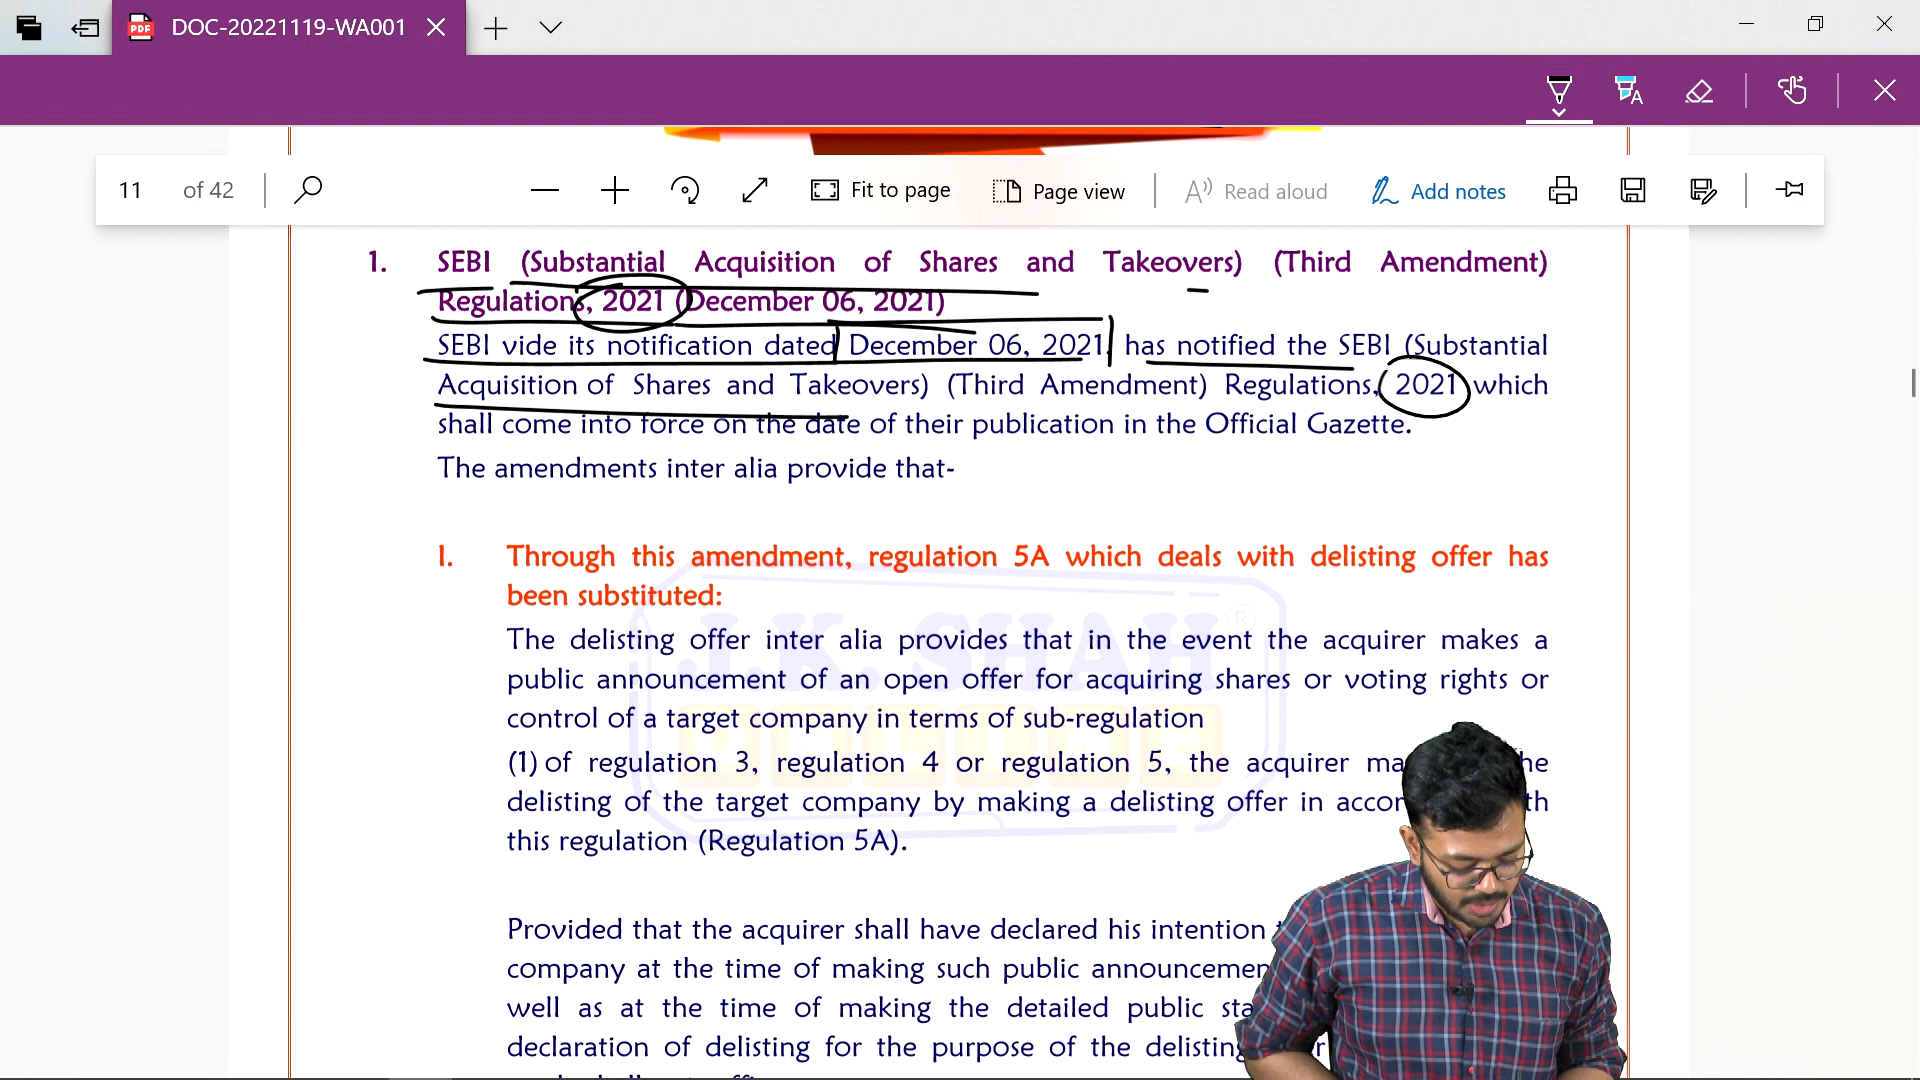 DOC-20221119-WA001
11 of 42 Fit to page Page view Read aloud Add notes
1. SEBI (Substantial Acquisition of Shares and Takeovers) (Third Amendment)
Regulations, 2021 (December 06, 2021)
SEBI vide its notification dated December 06, 2021, has notified the SEBI (Substantial
Acquisition of Shares and Takeovers) (Third Amendment) Regulations, 2021 which
shall come into force on the date of their publication in the Official Gazette.
The amendments inter alia provide that-
I. Through this amendment, regulation 5A which deals with delisting offer has
been substituted:
The delisting offer inter alia provides that in the event the acquirer makes a
public announcement of an open offer for acquiring shares or voting rights or
control of a target company in terms of sub-regulation
(1) of regulation 3, regulation 4 or regulation 5, the acquirer
delisting of the target company by making a delisting offer in
this regulation (Regulation 5A).
Provided that the acquirer shall have declared his intention
company at the time of making such public
well as at the time of making the detailed public
declaration of delisting for the purpose of the
J.K. SHAH